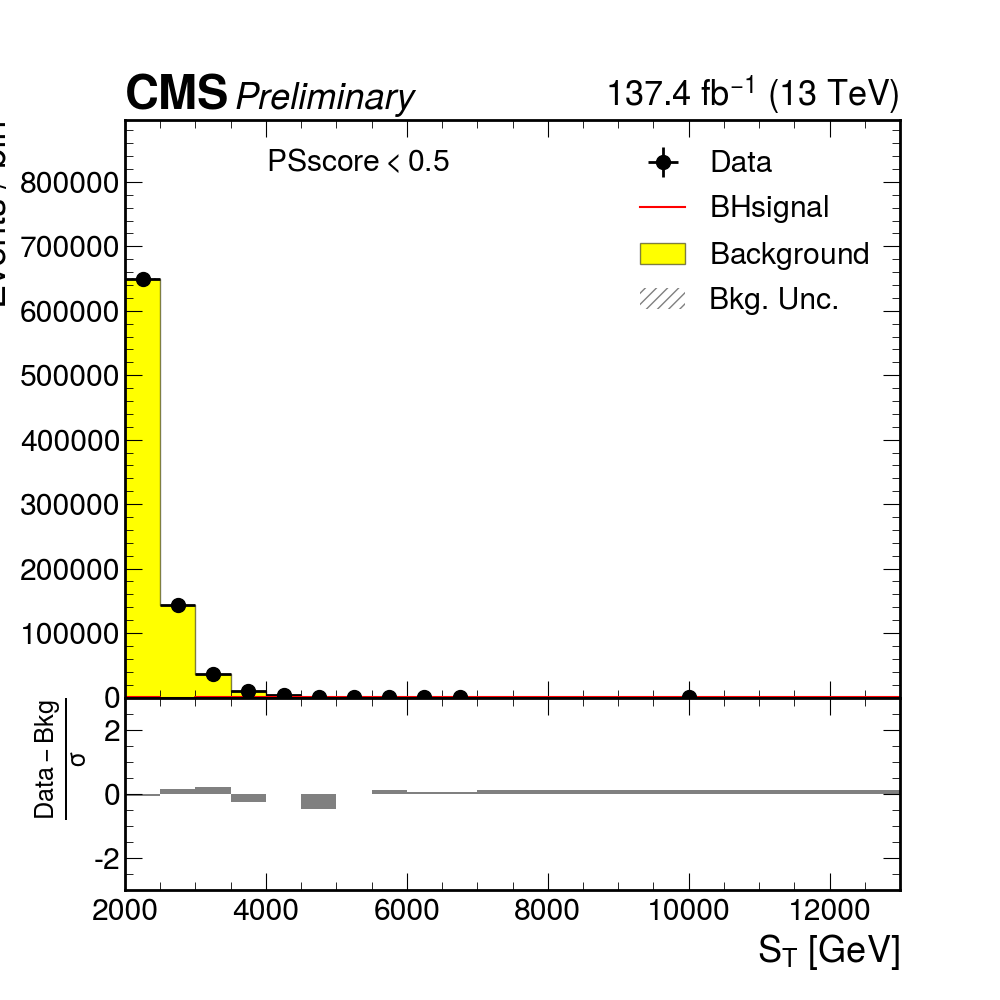 CMS Preliminary
137.4 fb⁻¹ (13 TeV)
PSscore < 0.5
Data
BHsignal
Background
Bkg. Unc.
800000
700000
600000
500000
400000
300000
200000
100000
0
Data – Bkg
σ
2
0
-2
2000 4000 6000 8000 10000 12000
S_T [GeV]